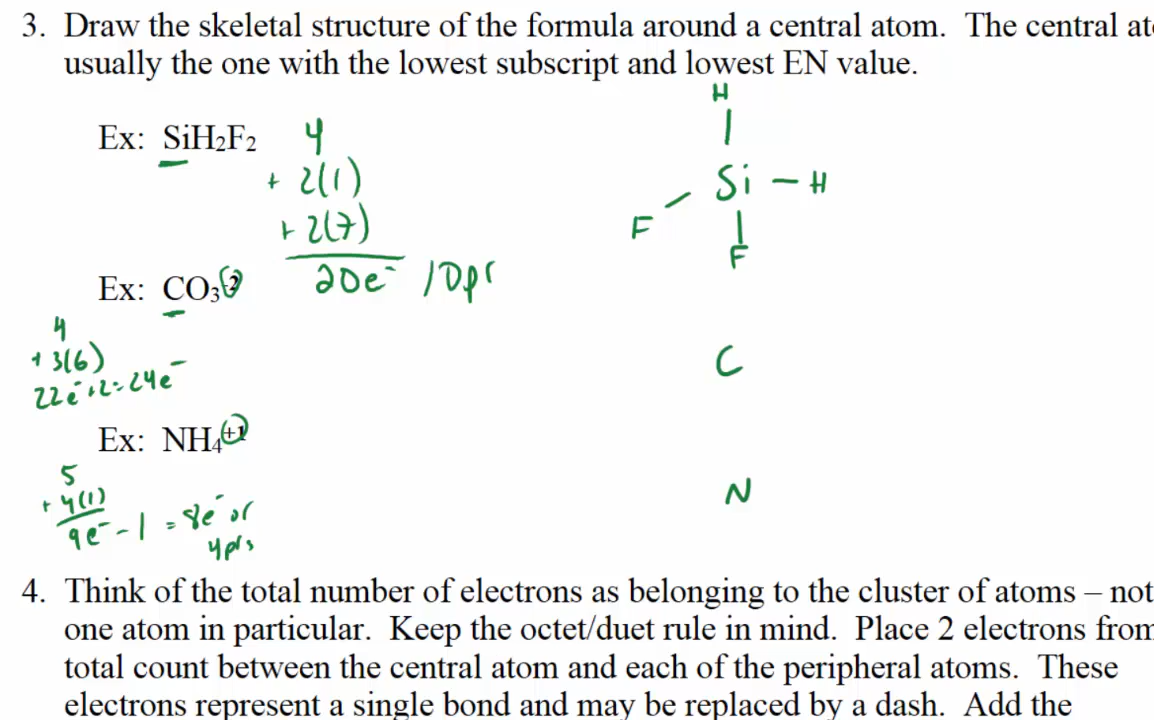 3. Draw the skeletal structure of the formula around a central atom. The central
usually the one with the lowest subscript and lowest EN value.
H
Ex: SiH2F2 4
+ 2(1) Si - H
+ 2(7) F
F
Ex: CO3-2 20e- 10pr
4
+ 3(6) C
22e- +2 = 24e-
Ex: NH4+1
5 N
+ 4(1)
9e- - 1 = 8e- or
4prs
4. Think of the total number of electrons as belonging to the cluster of atoms – not
one atom in particular. Keep the octet/duet rule in mind. Place 2 electrons from
total count between the central atom and each of the peripheral atoms. These
electrons represent a single bond and may be replaced by a dash. Add the